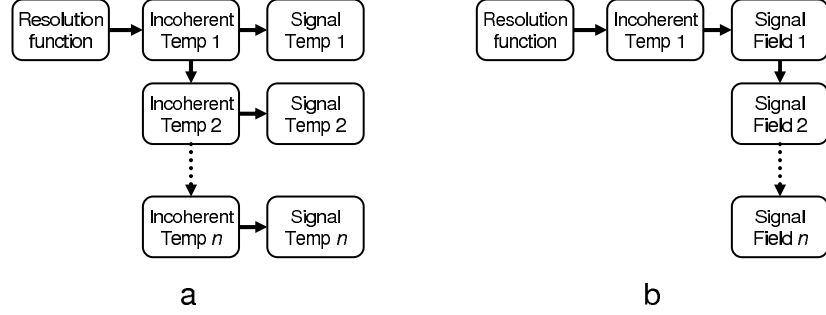 Resolution
function
Incoherent
Temp 1
Signal
Temp 1
Incoherent
Temp 2
Signal
Temp 2
Incoherent
Temp n
Signal
Temp n
a
Resolution
function
Incoherent
Temp 1
Signal
Field 1
Signal
Field 2
Signal
Field n
b